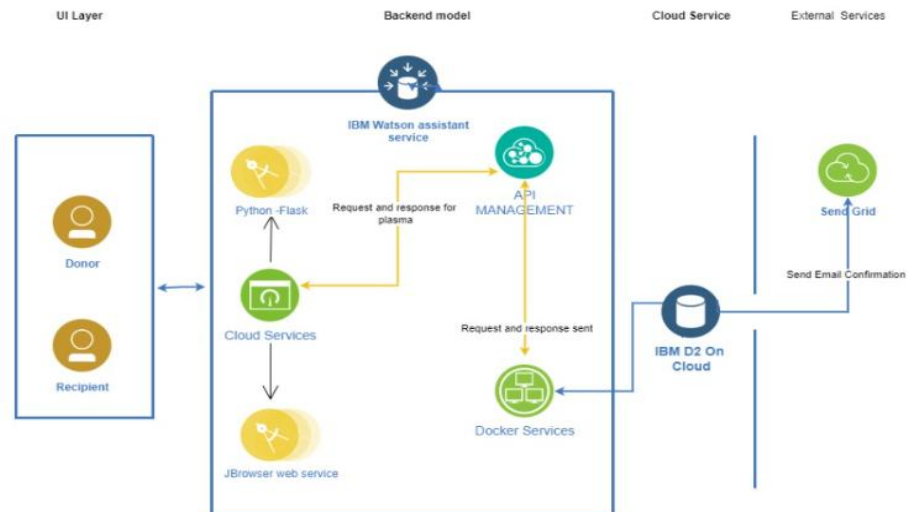 UI Layer
Backend model
Cloud Service
External Services
IBM Watson assistant
service
Python -Flask
Request and response for
plasma
API
MANAGEMENT
Send Grid
Donor
Send Email Confirmation
Cloud Services
Request and response sent
IBM D2 On
Cloud
Recipient
Docker Services
JBrowser web service